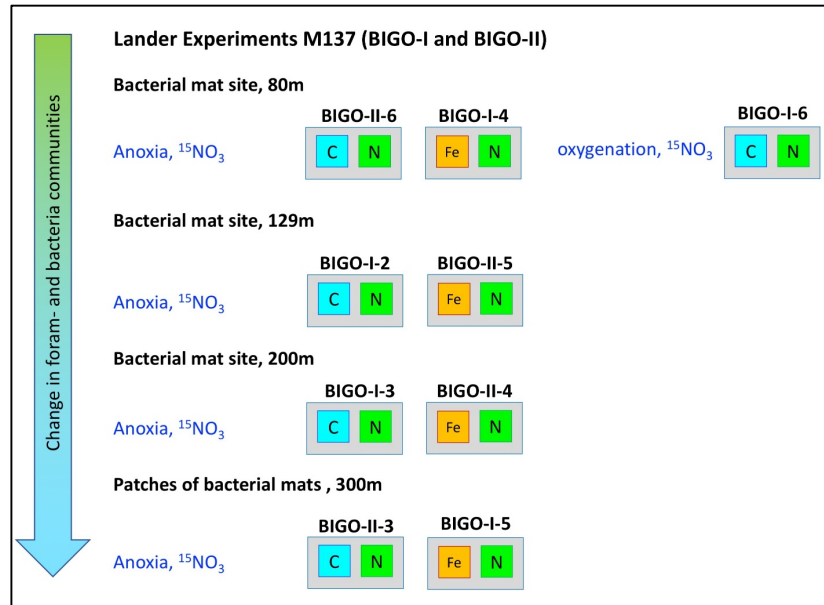 Lander Experiments M137 (BIGO-I and BIGO-II)
Change in foram- and bacteria communities
Bacterial mat site, 80m
BIGO-II-6 BIGO-I-4 BIGO-I-6
Anoxia, ¹⁵NO₃ C N Fe N oxygenation, ¹⁵NO₃ C N
Bacterial mat site, 129m
BIGO-I-2 BIGO-II-5
Anoxia, ¹⁵NO₃ C N Fe N
Bacterial mat site, 200m
BIGO-I-3 BIGO-II-4
Anoxia, ¹⁵NO₃ C N Fe N
Patches of bacterial mats , 300m
BIGO-II-3 BIGO-I-5
Anoxia, ¹⁵NO₃ C N Fe N